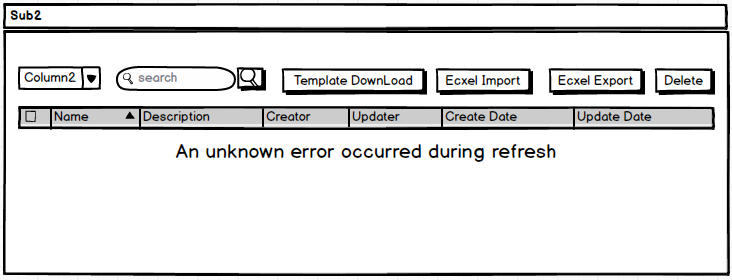 Sub2
Column2 search Template DownLoad Ecxel Import Ecxel Export Delete
Name Description Creator Updater Create Date Update Date
An unknown error occurred during refresh